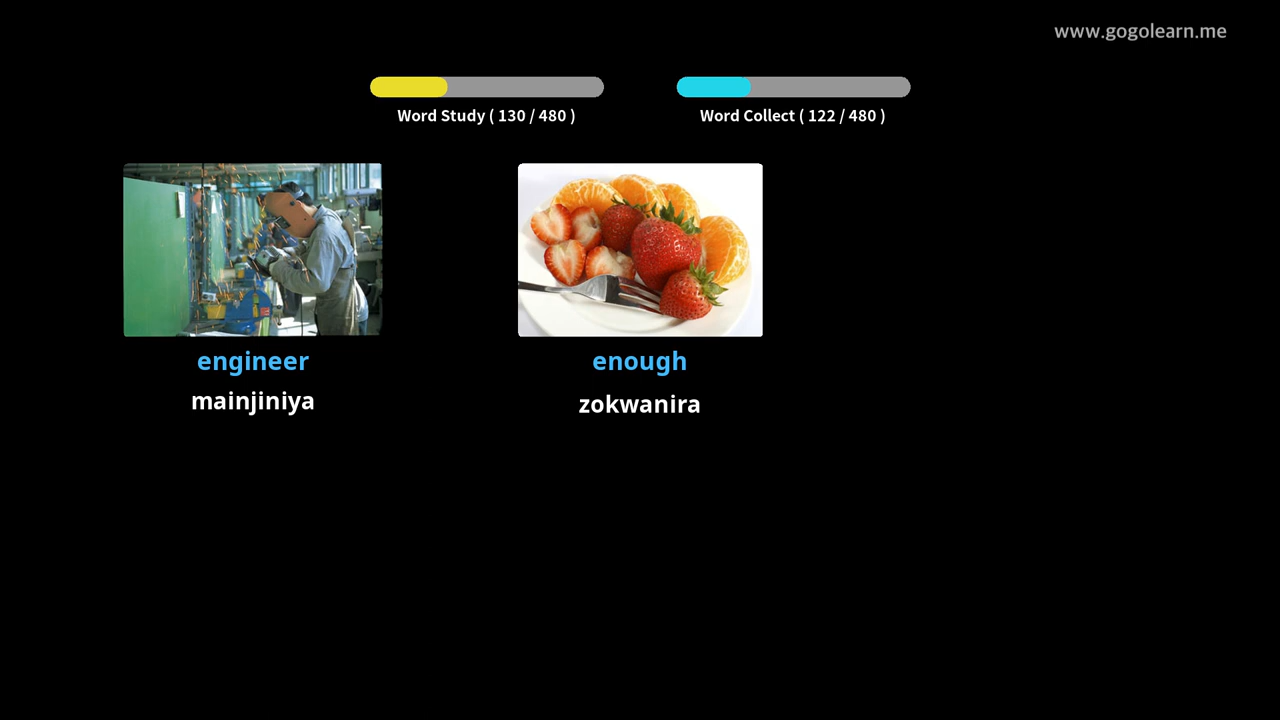 www.gogolearn.me
Word Study ( 130 / 480 )
Word Collect ( 122 / 480 )
engineer
mainjiniya
enough
zokwanira